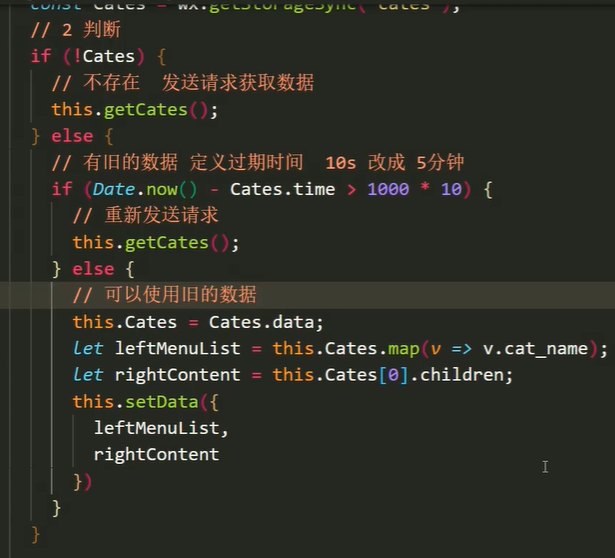 const Cates = wx.getStorageSync("cates");
// 2 判断
if (!Cates) {
// 不存在  发送请求获取数据
this.getCates();
} else {
// 有旧的数据 定义过期时间  10s 改成 5分钟
if (Date.now() - Cates.time > 1000 * 10) {
// 重新发送请求
this.getCates();
} else {
// 可以使用旧的数据
this.Cates = Cates.data;
let leftMenuList = this.Cates.map(v => v.cat_name);
let rightContent = this.Cates[0].children;
this.setData({
leftMenuList,
rightContent
})
}
}